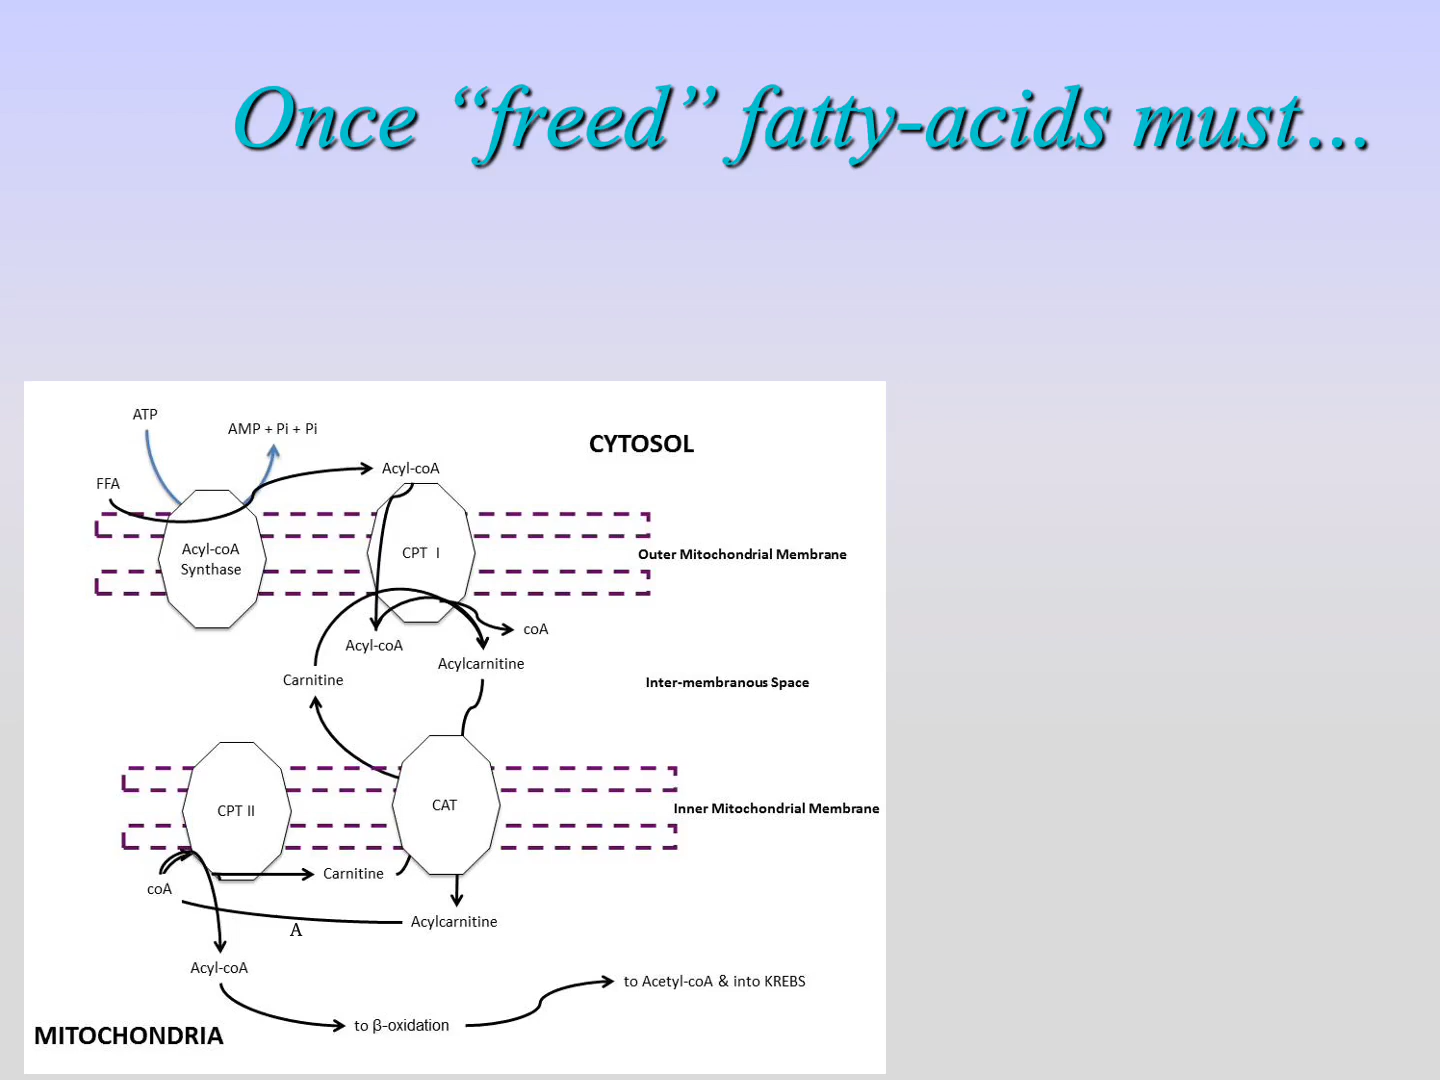 Once “freed” fatty-acids must…
ATP
AMP + Pi + Pi
CYTOSOL
Acyl-coA
FFA
Acyl-coA
Synthase
CPT I
Outer Mitochondrial Membrane
coA
Acyl-coA
Acylcarnitine
Carnitine
Inter-membranous Space
CPT II
CAT
Inner Mitochondrial Membrane
Carnitine
coA
Acylcarnitine
A
Acyl-coA
to Acetyl-coA & into KREBS
to β-oxidation
MITOCHONDRIA